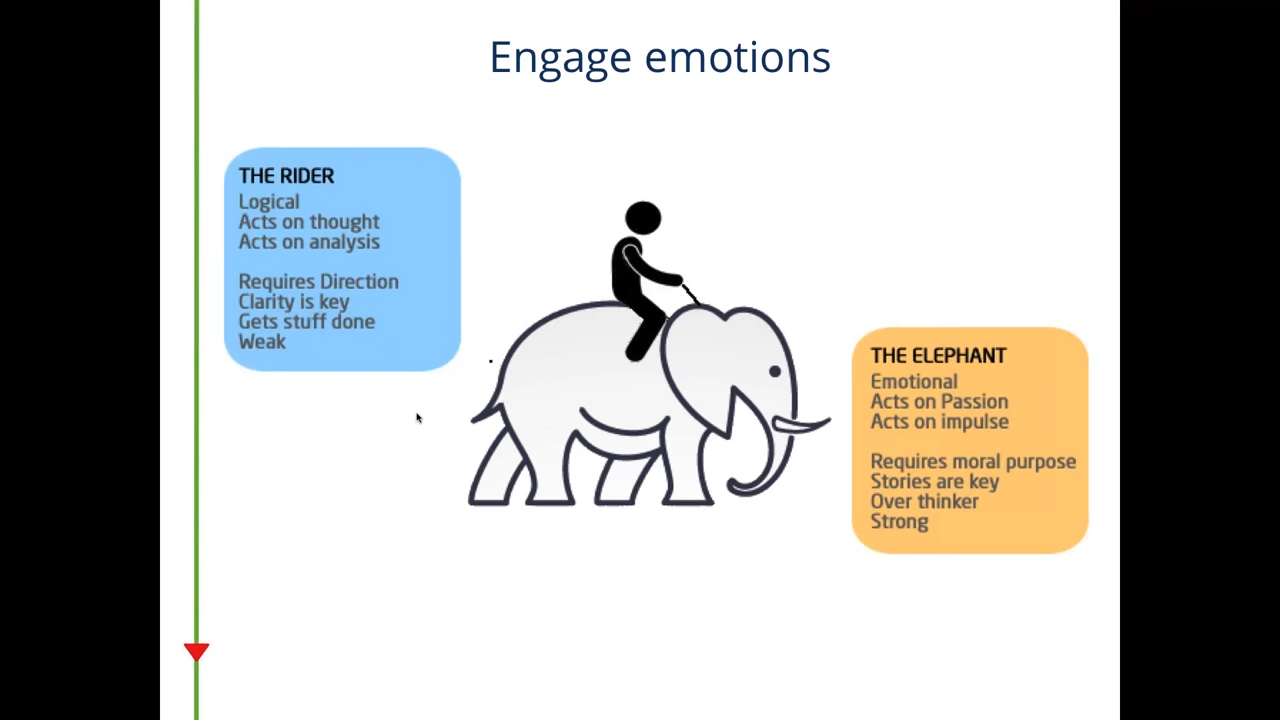 Engage emotions
THE RIDER
Logical
Acts on thought
Acts on analysis
Requires Direction
Clarity is key
Gets stuff done
Weak
THE ELEPHANT
Emotional
Acts on Passion
Acts on impulse
Requires moral purpose
Stories are key
Over thinker
Strong